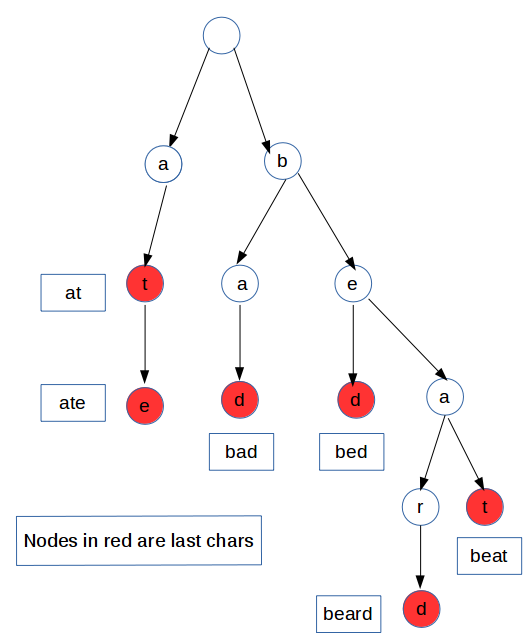 a
b
at
t
a
e
ate
e
d
d
a
bad
bed
r
t
Nodes in red are last chars
beat
beard
d